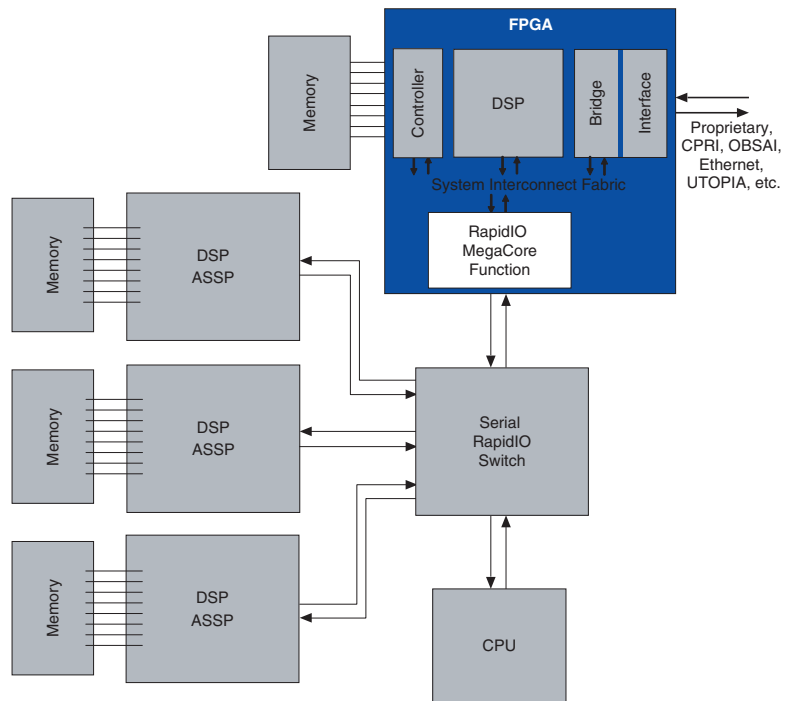 FPGA
Memory
Controller
DSP
Bridge
Interface
Proprietary,
CPRI, OBSAI,
Ethernet,
UTOPIA, etc.
System Interconnect Fabric
RapidIO
MegaCore
Function
Memory
DSP
ASSP
Memory
DSP
ASSP
Serial
RapidIO
Switch
Memory
DSP
ASSP
CPU